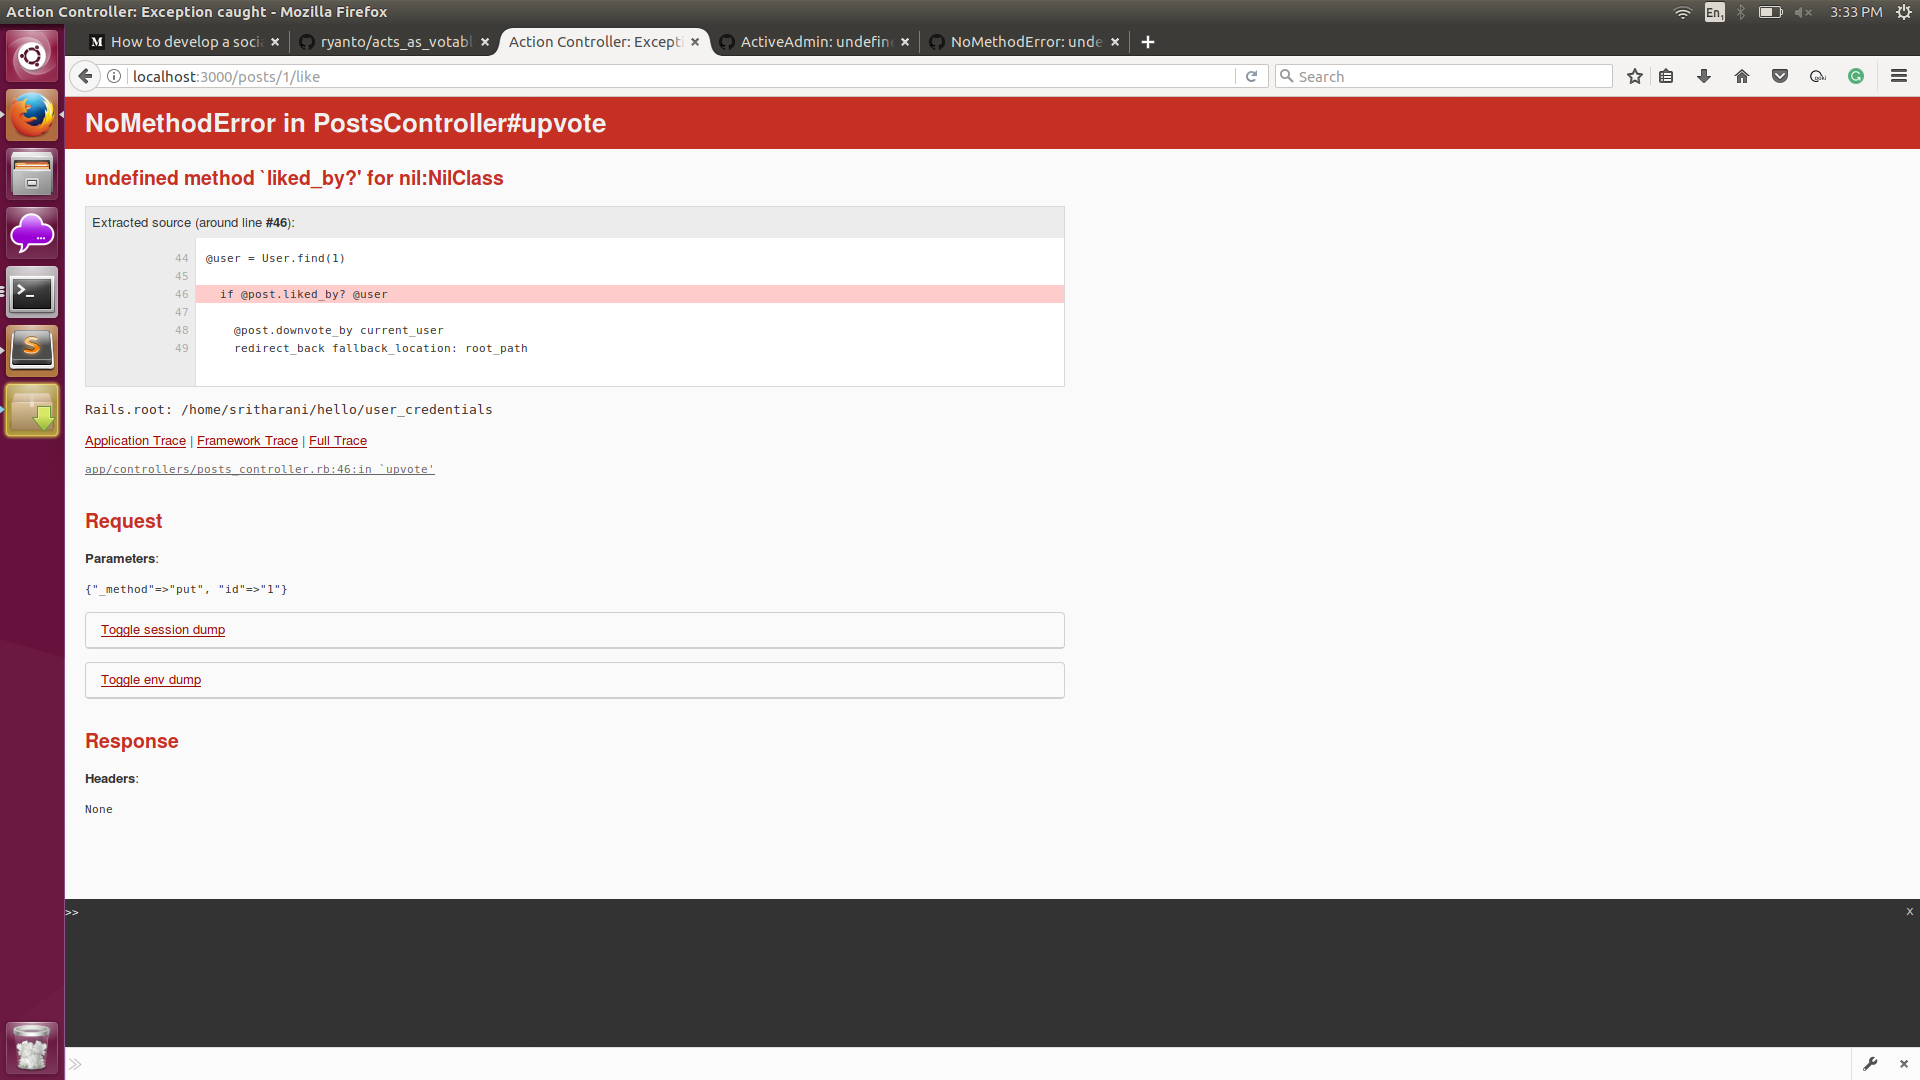 Action Controller: Exception caught - Mozilla Firefox
En1
3:33 PM
M How to develop a socia
ryanto/acts_as_votabl
Action Controller: Except
ActiveAdmin: undefine
NoMethodError: unde
localhost:3000/posts/1/like
Search
NoMethodError in PostsController#upvote
undefined method `liked_by?' for nil:NilClass
Extracted source (around line #46):
44 @user = User.find(1)
45
46 if @post.liked_by? @user
47
48 @post.downvote_by current_user
49 redirect_back fallback_location: root_path
Rails.root: /home/sritharani/hello/user_credentials
Application Trace | Framework Trace | Full Trace
app/controllers/posts_controller.rb:46:in `upvote'
Request
Parameters:
{"_method"=>"put", "id"=>"1"}
Toggle session dump
Toggle env dump
Response
Headers:
None
>>
x